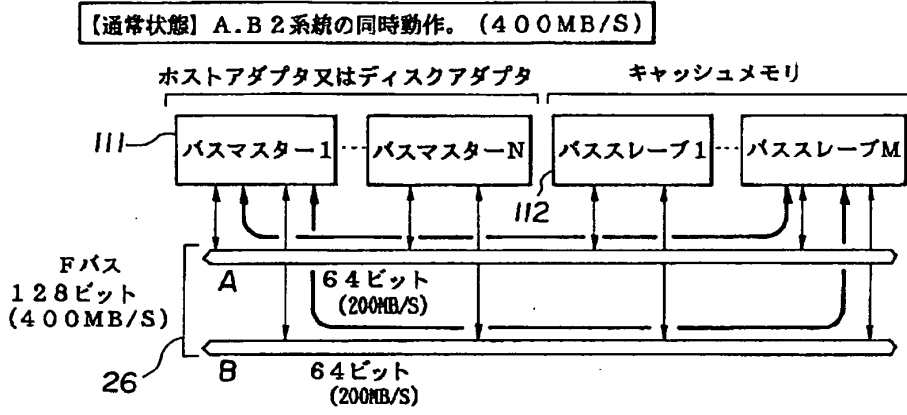 【通常状態】A.B2系統の同時動作。(400MB/S)
ホストアダプタ又はディスクアダプタ
キャッシュメモリ
111
バスマスター1
・・・
バスマスターN
バススレーブ1
・・・
バススレーブM
112
Fバス
128ビット
(400MB/S)
A
64ビット
(200MB/S)
26
B
64ビット
(200MB/S)